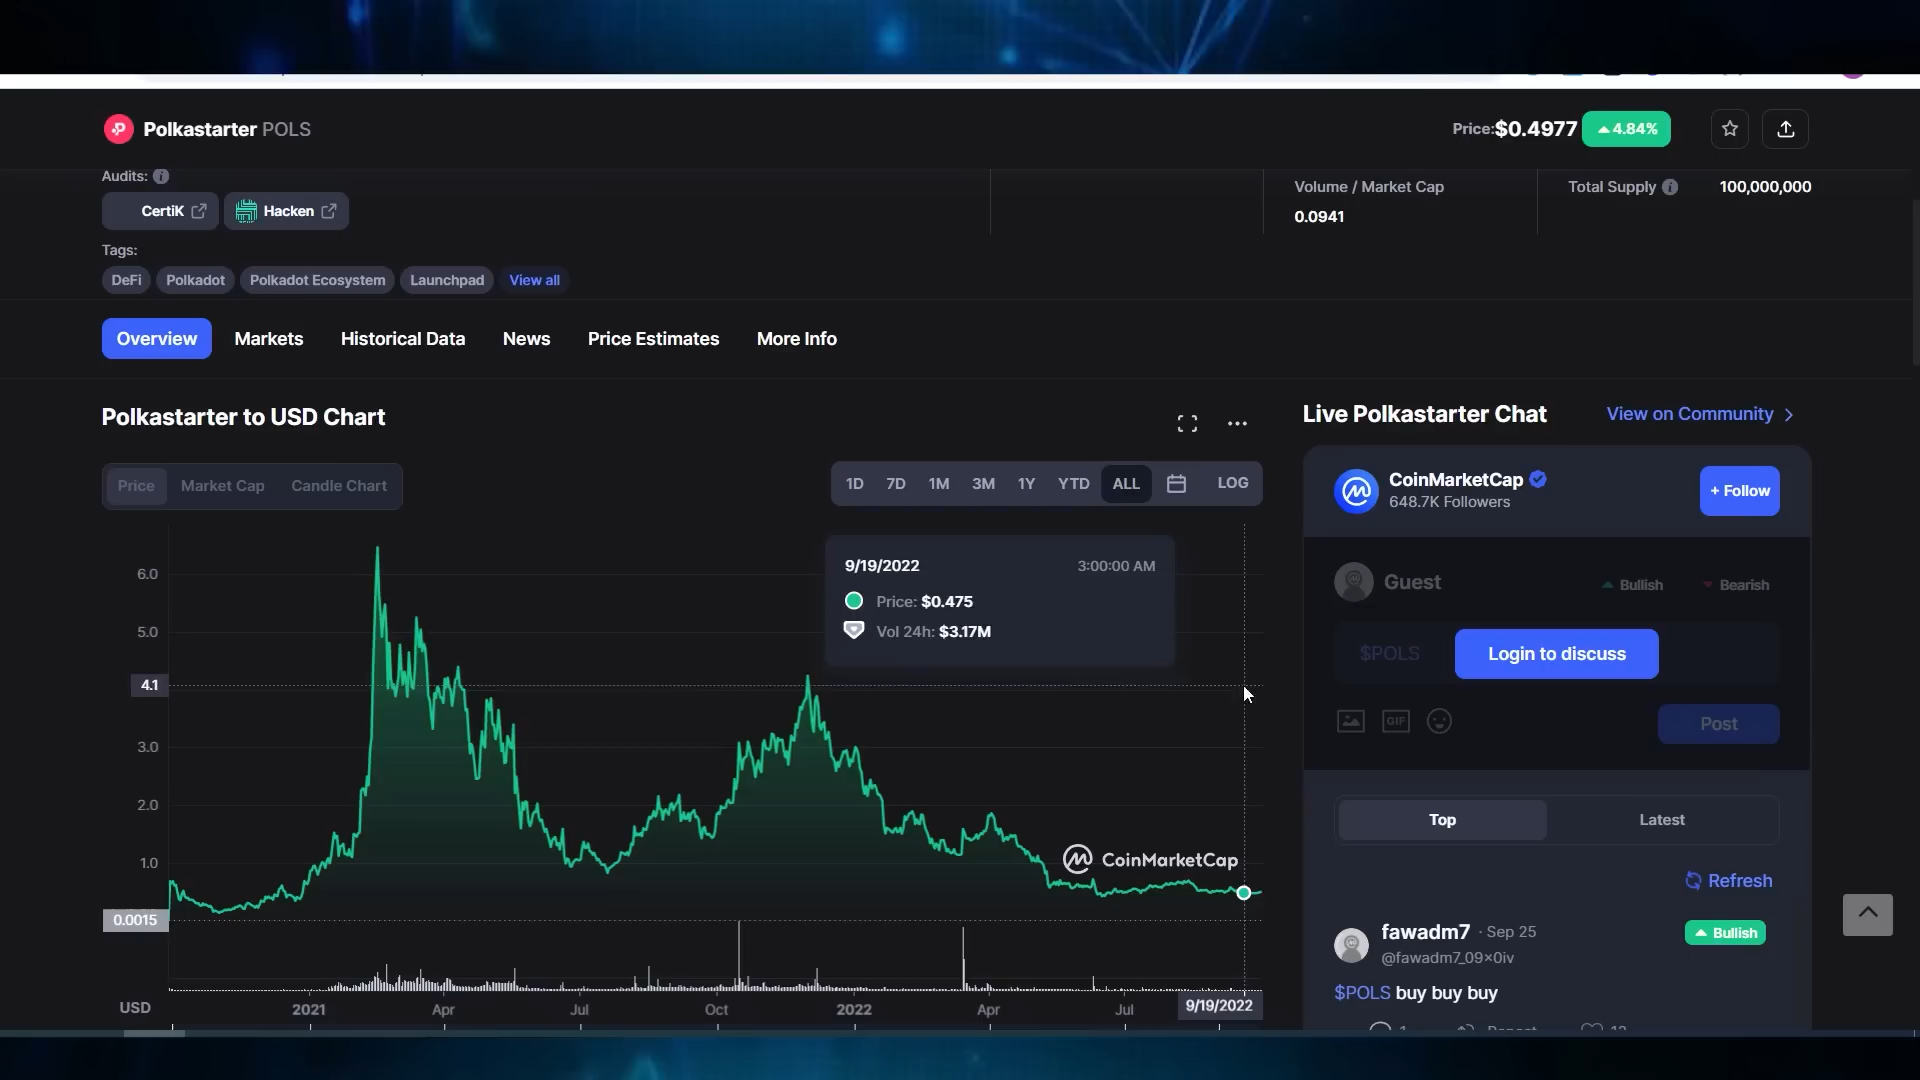 Polkastarter POLS
Price:$0.4977 4.84%
Audits:
CertiK Hacken
Volume / Market Cap
0.0941
Total Supply 100,000,000
Tags:
DeFi Polkadot Polkadot Ecosystem Launchpad View all
Overview Markets Historical Data News Price Estimates More Info
Polkastarter to USD Chart
Price Market Cap Candle Chart
1D 7D 1M 3M 1Y YTD ALL LOG
9/19/2022 3:00:00 AM
Price: $0.475
Vol 24h: $3.17M
6.0
5.0
4.1
3.0
2.0
1.0
0.0015
CoinMarketCap
USD 2021 Apr Jul Oct 2022 Apr Jul 9/19/2022
Live Polkastarter Chat View on Community
CoinMarketCap
648.7K Followers
+ Follow
Guest Bullish Bearish
$POLS Login to discuss
GIF Post
Top Latest
Refresh
fawadm7 · Sep 25 Bullish
@fawadm7_09x0iv
$POLS buy buy buy